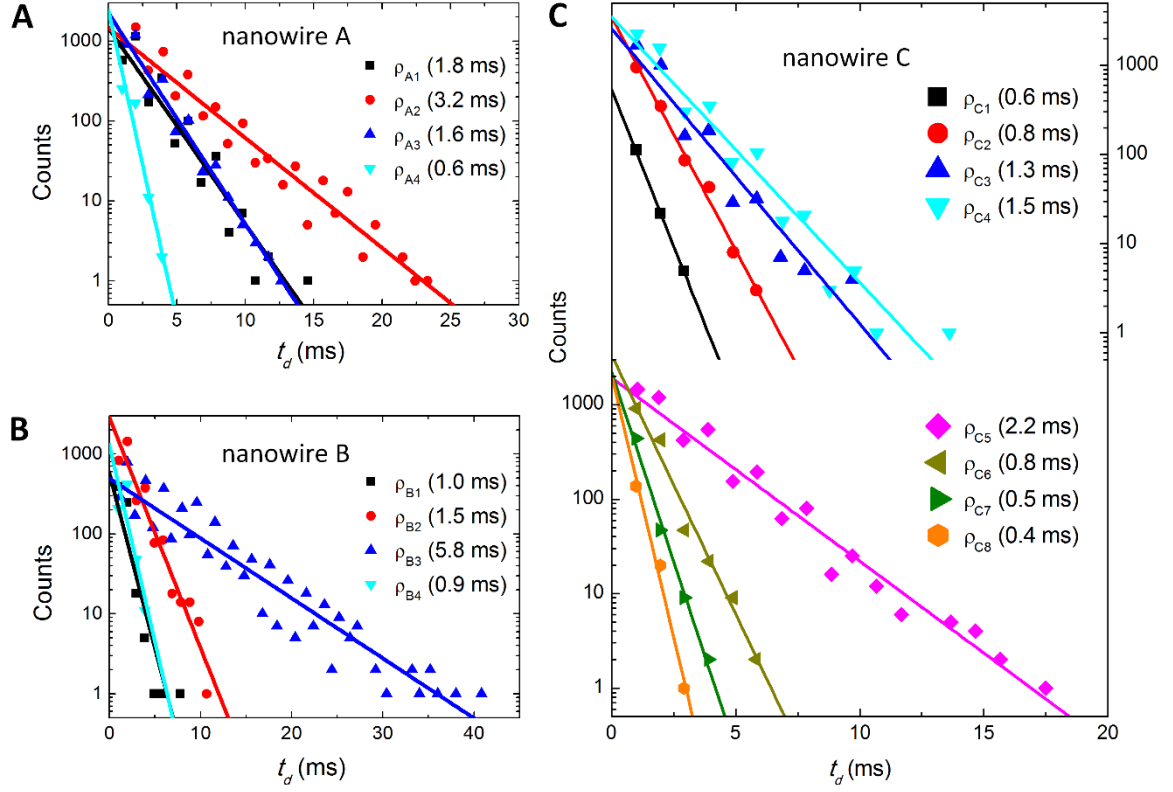 A
nanowire A
1000
100
10
1
Counts
ρA1 (1.8 ms)
ρA2 (3.2 ms)
ρA3 (1.6 ms)
ρA4 (0.6 ms)
0 5 10 15 20 25 30
td (ms)
B
nanowire B
1000
100
10
1
Counts
ρB1 (1.0 ms)
ρB2 (1.5 ms)
ρB3 (5.8 ms)
ρB4 (0.9 ms)
0 10 20 30 40
td (ms)
C
nanowire C
1000
100
10
1
ρC1 (0.6 ms)
ρC2 (0.8 ms)
ρC3 (1.3 ms)
ρC4 (1.5 ms)
Counts
1000
100
10
1
ρC5 (2.2 ms)
ρC6 (0.8 ms)
ρC7 (0.5 ms)
ρC8 (0.4 ms)
0 5 10 15 20
td (ms)